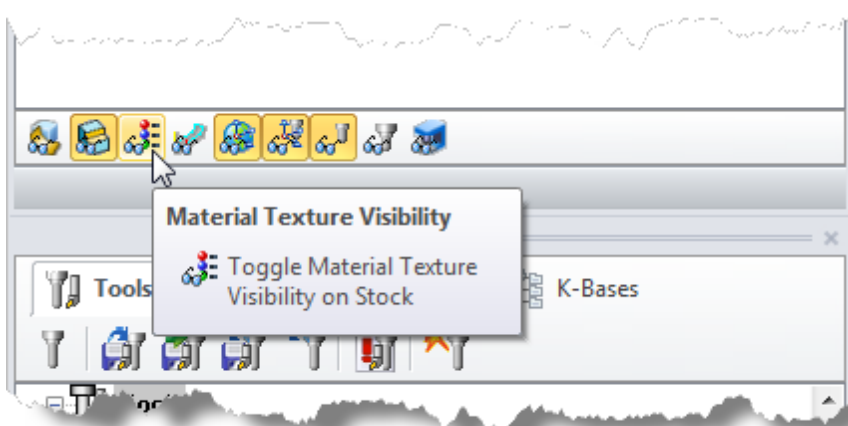 Material Texture Visibility
Toggle Material Texture
Visibility on Stock
Tools
K-Bases